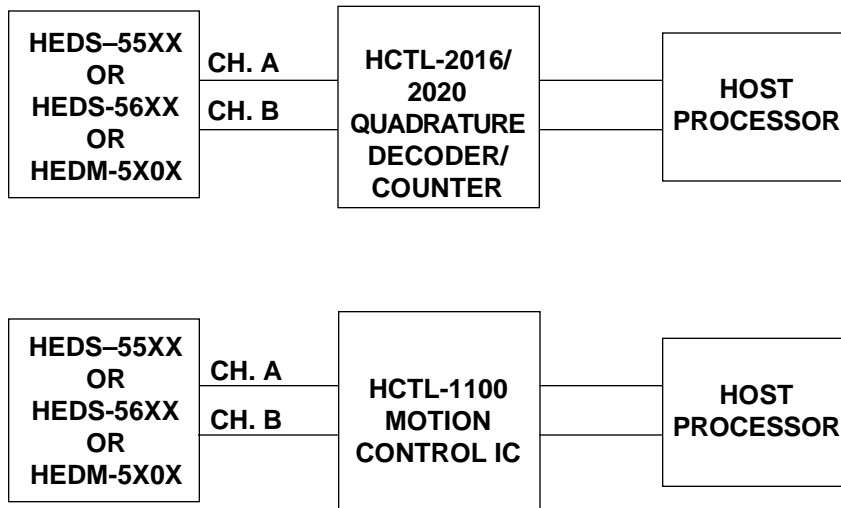 HEDS–55XX
OR
HEDS-56XX
OR
HEDM-5X0X
CH. A
CH. B
HCTL-2016/
2020
QUADRATURE
DECODER/
COUNTER
HOST
PROCESSOR
HEDS–55XX
OR
HEDS-56XX
OR
HEDM-5X0X
CH. A
CH. B
HCTL-1100
MOTION
CONTROL IC
HOST
PROCESSOR